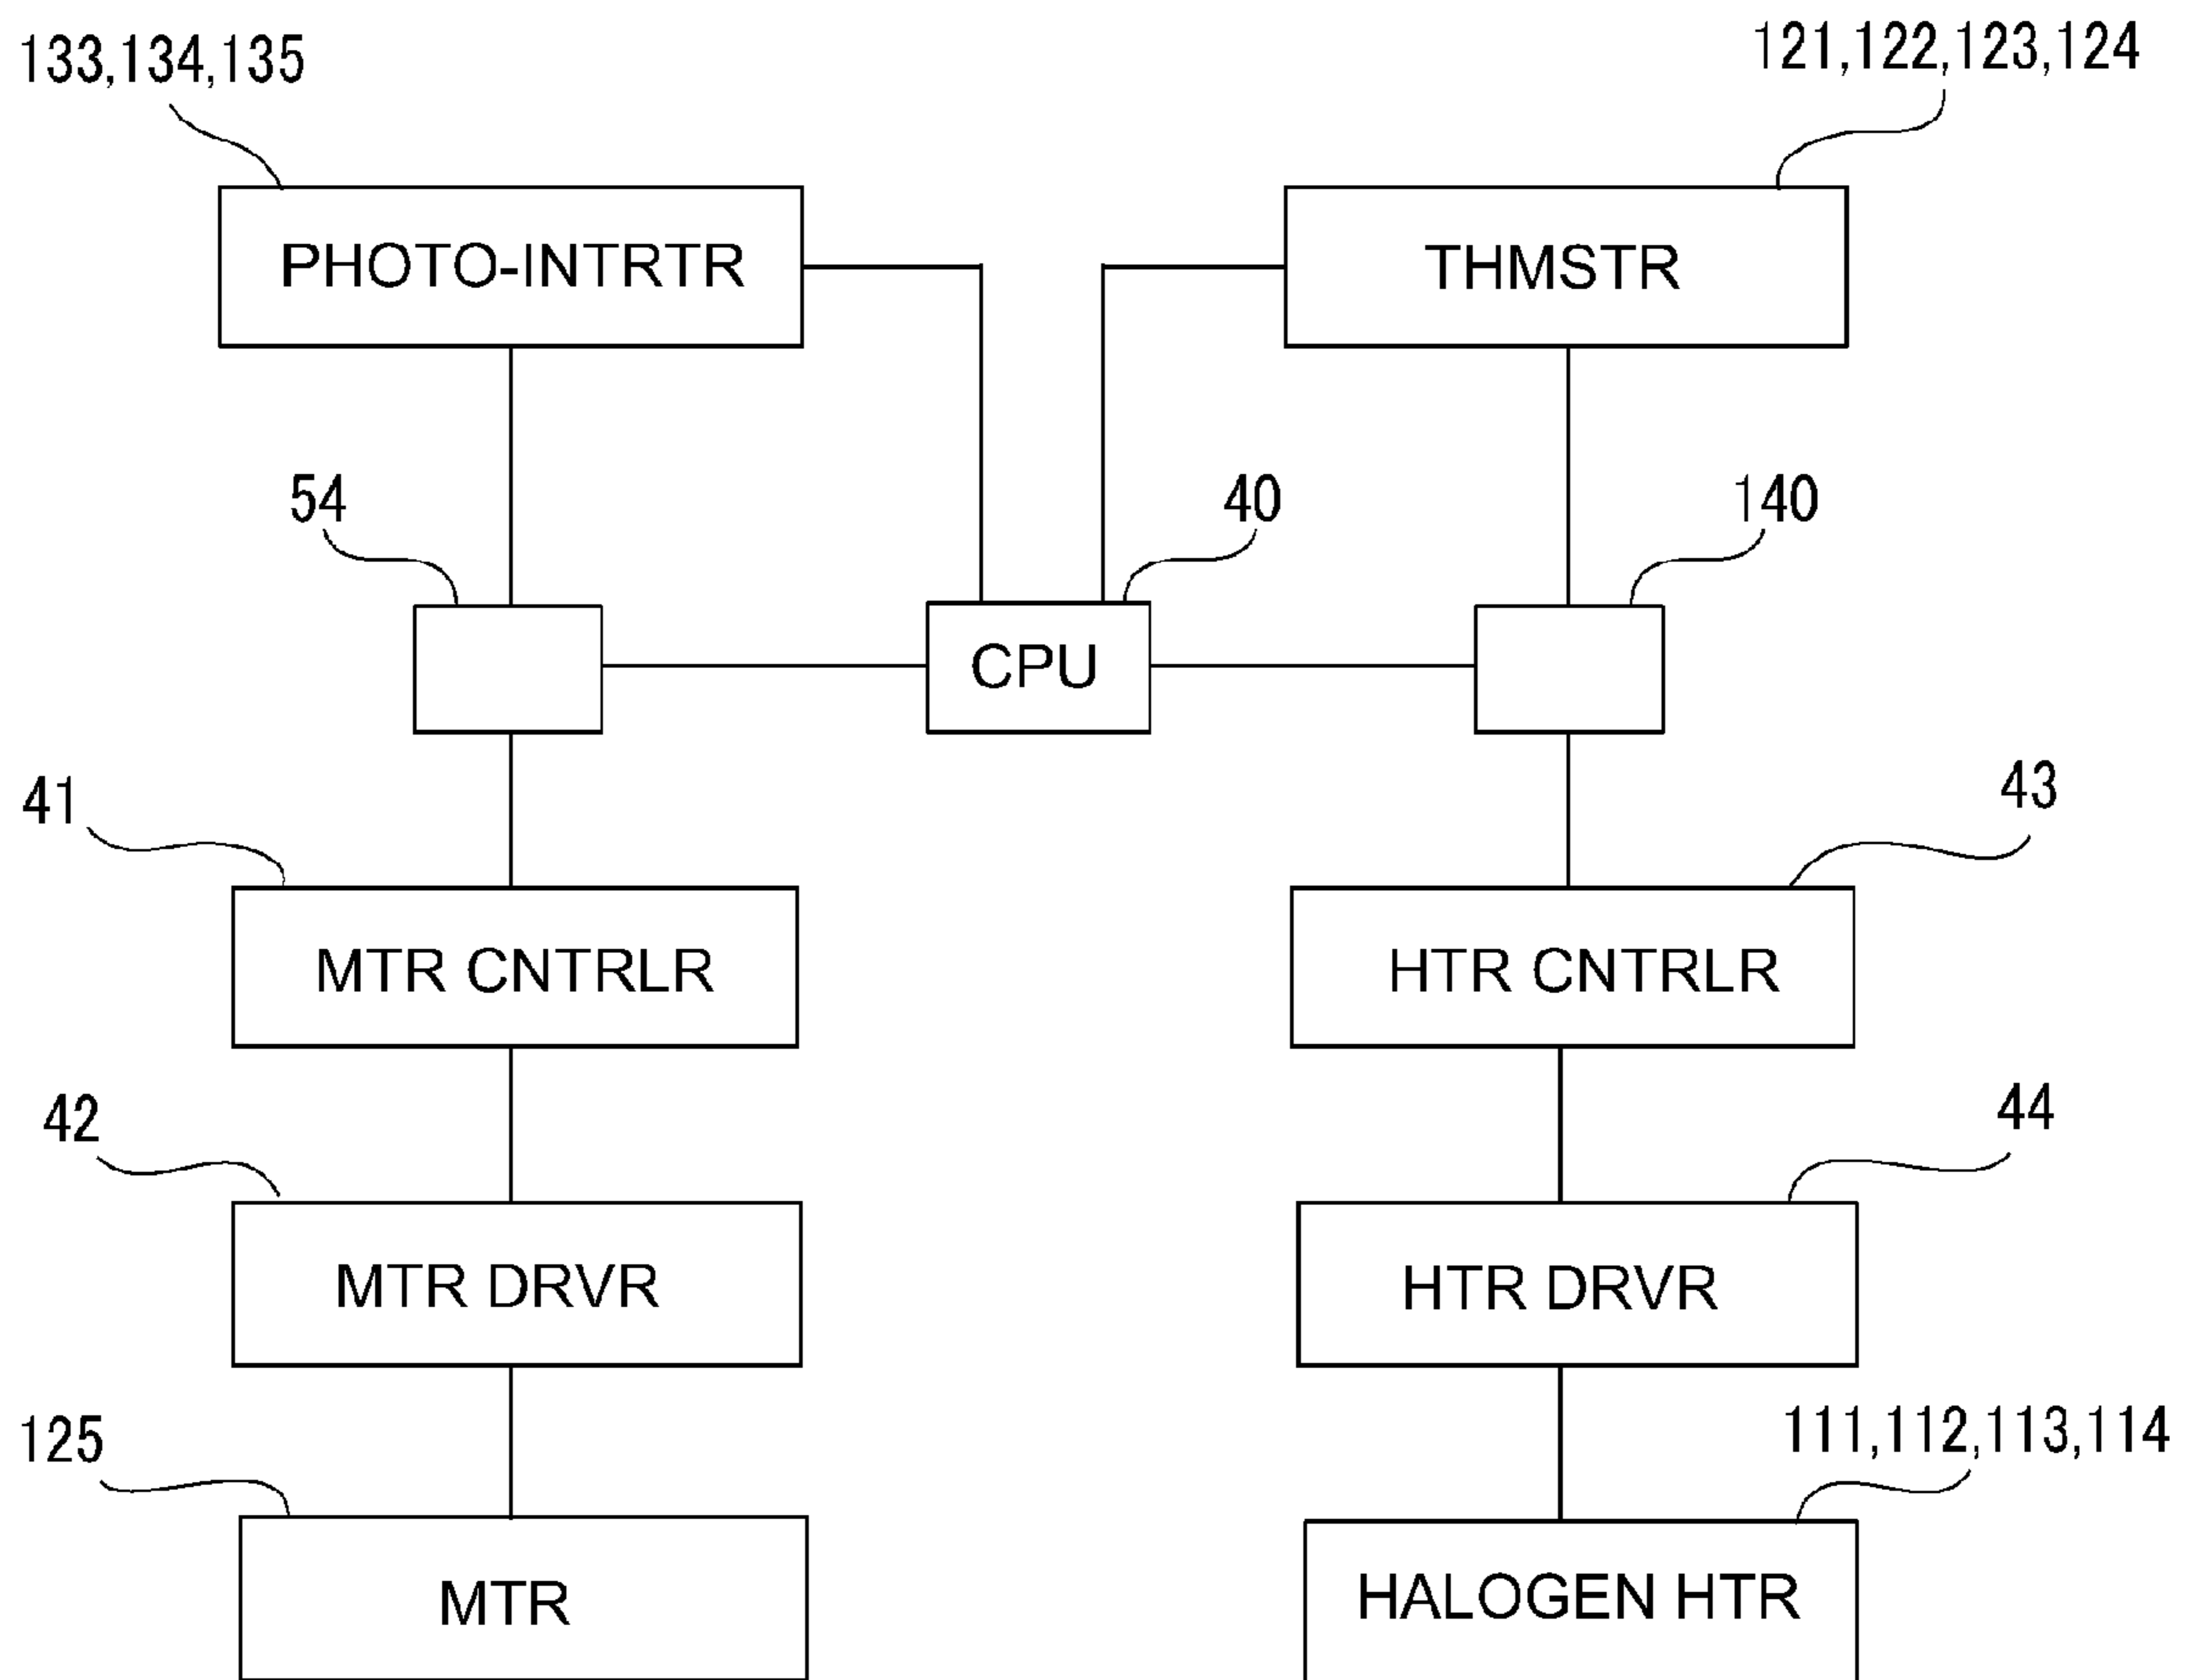 133,134,135
121,122,123,124
PHOTO-INTRTR
THMSTR
54
40
140
CPU
41
43
MTR CNTRLR
HTR CNTRLR
42
44
MTR DRVR
HTR DRVR
125
111,112,113,114
MTR
HALOGEN HTR